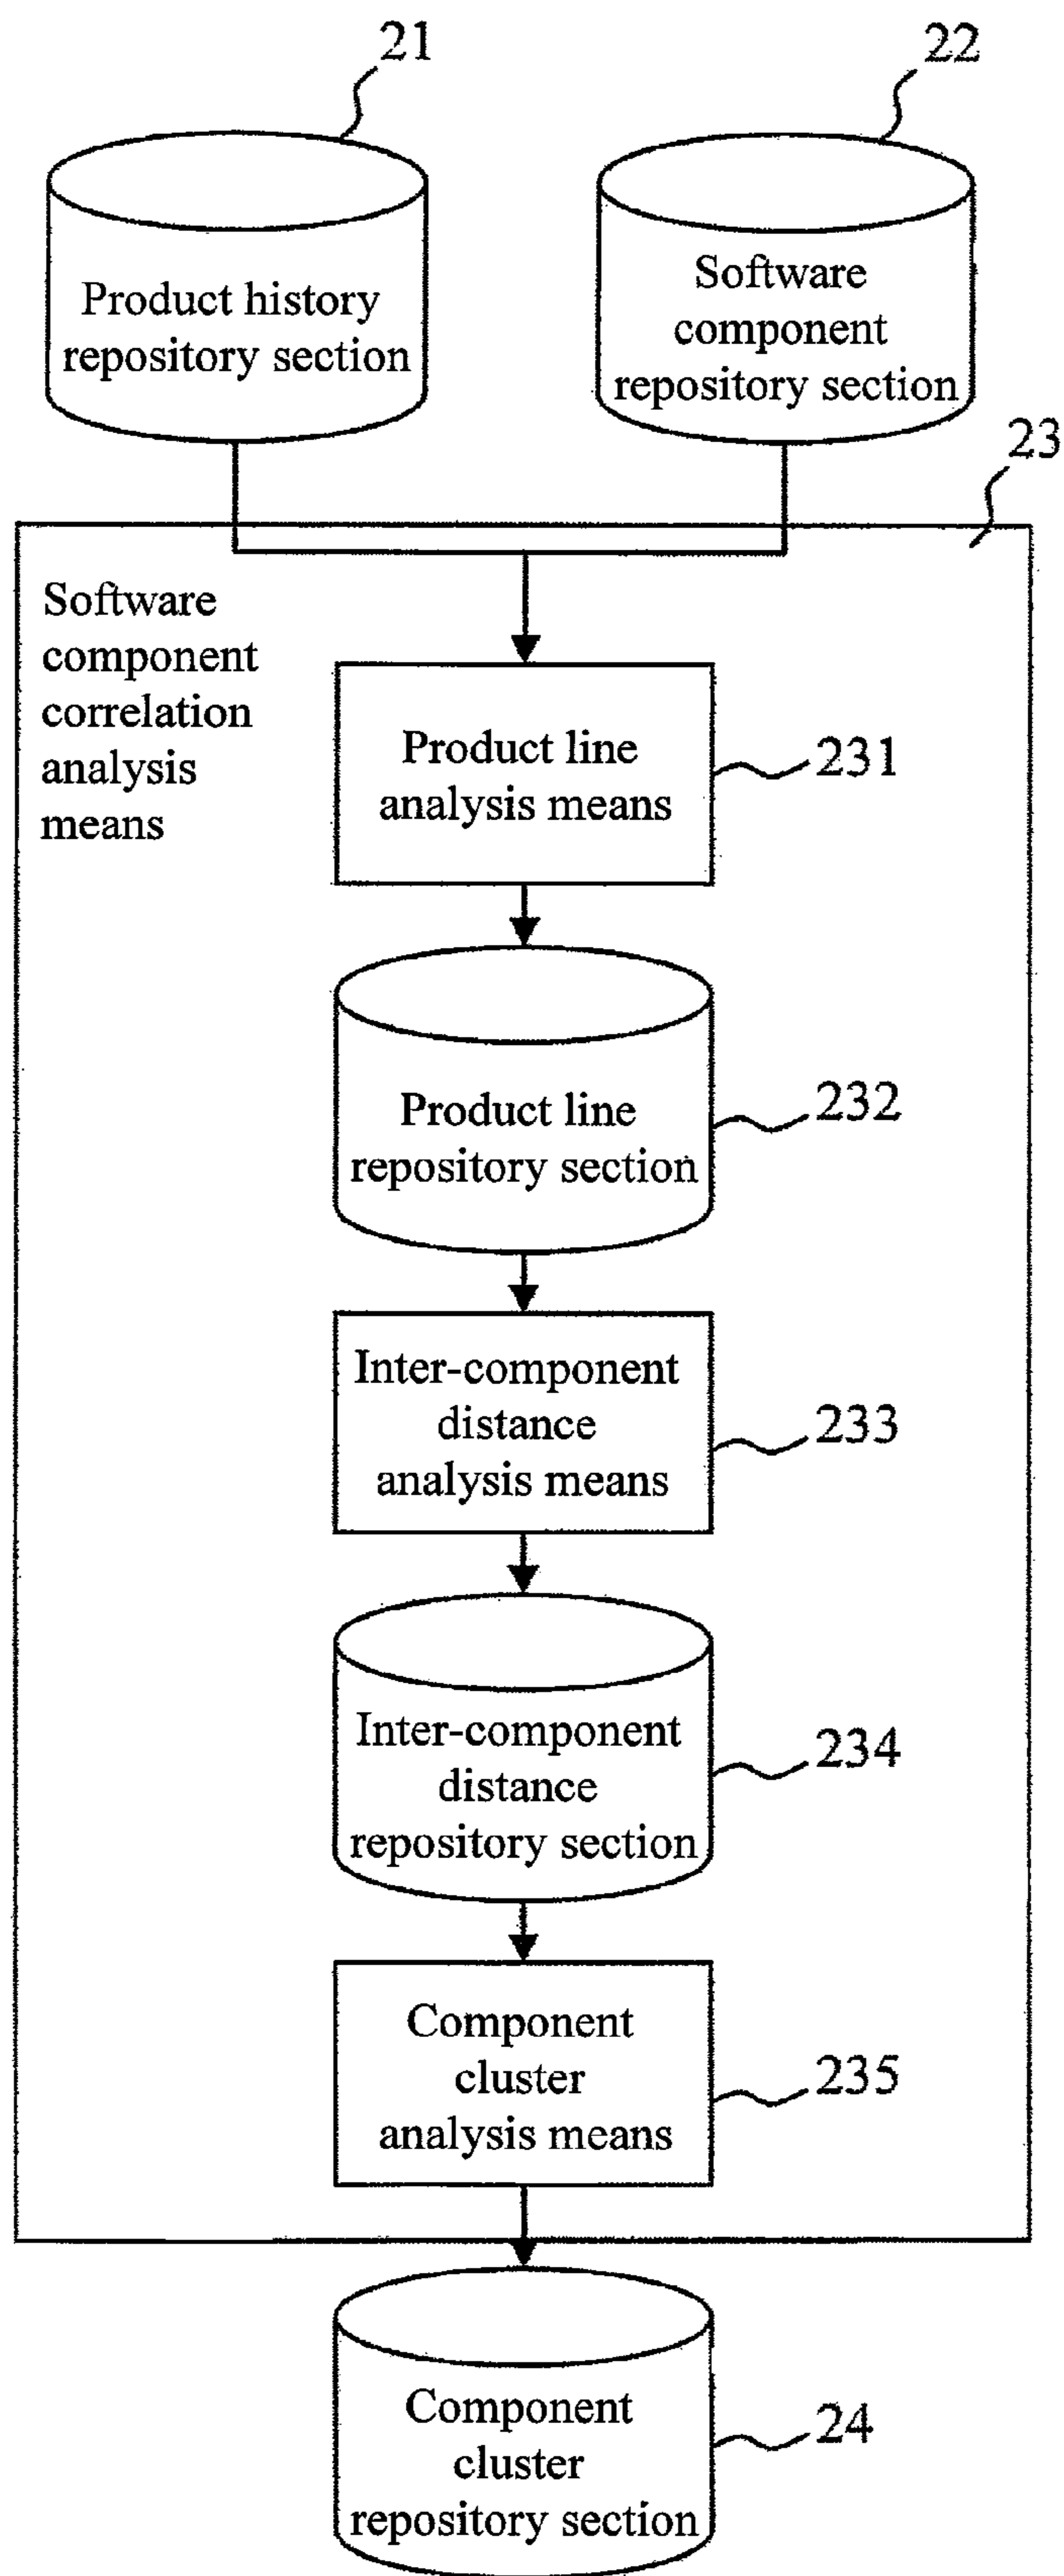 21
22
Product history
repository section
Software
component
repository section
23
Software
component
correlation
analysis
means
Product line
analysis means
231
Product line
repository section
232
Inter-component
distance
analysis means
233
Inter-component
distance
repository section
234
Component
cluster
analysis means
235
Component
cluster
repository section
24